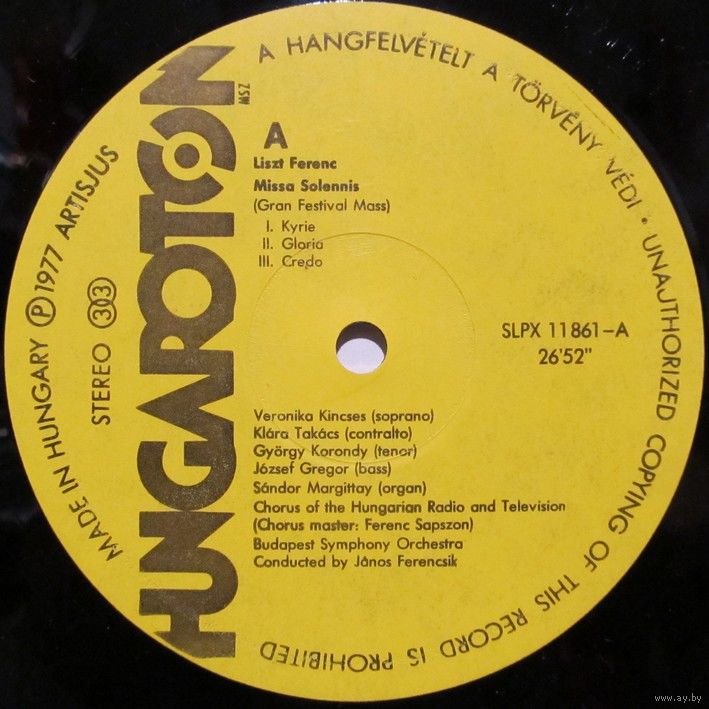 A HANGFELVÉTELT A TÖRVÉNY VÉDI • UNAUTHORIZED COPYING OF THIS RECORD IS PROHIBITED
MADE IN HUNGARY Ⓟ 1977 ARTISJUS
STEREO 33
HUNGAROTON
MSZ
A
Liszt Ferenc
Missa Solennis
(Gran Festival Mass)
I. Kyrie
II. Gloria
III. Credo
SLPX 11861-A
26'52"
Veronika Kincses (soprano)
Klára Takács (contralto)
György Korondy (tenor)
József Gregor (bass)
Sándor Margittay (organ)
Chorus of the Hungarian Radio and Television
(Chorus master: Ferenc Sapszon)
Budapest Symphony Orchestra
Conducted by János Ferencsik
www.ay.by